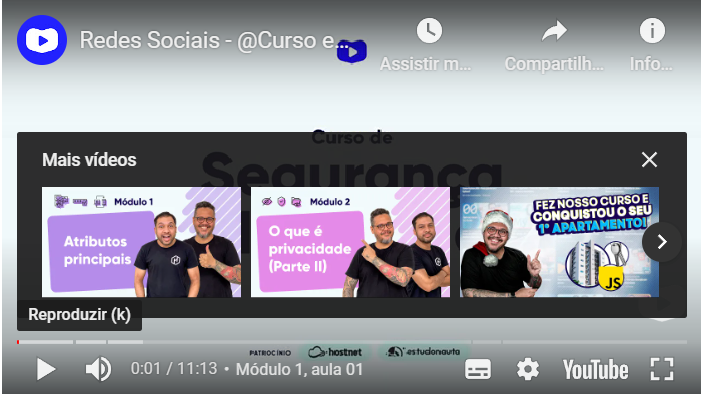 Redes Sociais - @Curso e...
Assistir m...
Compartilh...
Info...
Curso de
Segurança
Mais vídeos
Módulo 1
Atributos
principais
Módulo 2
O que é
privacidade
(Parte II)
FEZ NOSSO CURSO E
CONQUISTOU O SEU
1º APARTAMENTO!
JS
Reproduzir (k)
PATROCÍNIO
hostnet
estudonauta
0:01 / 11:13 • Módulo 1, aula 01
YouTube